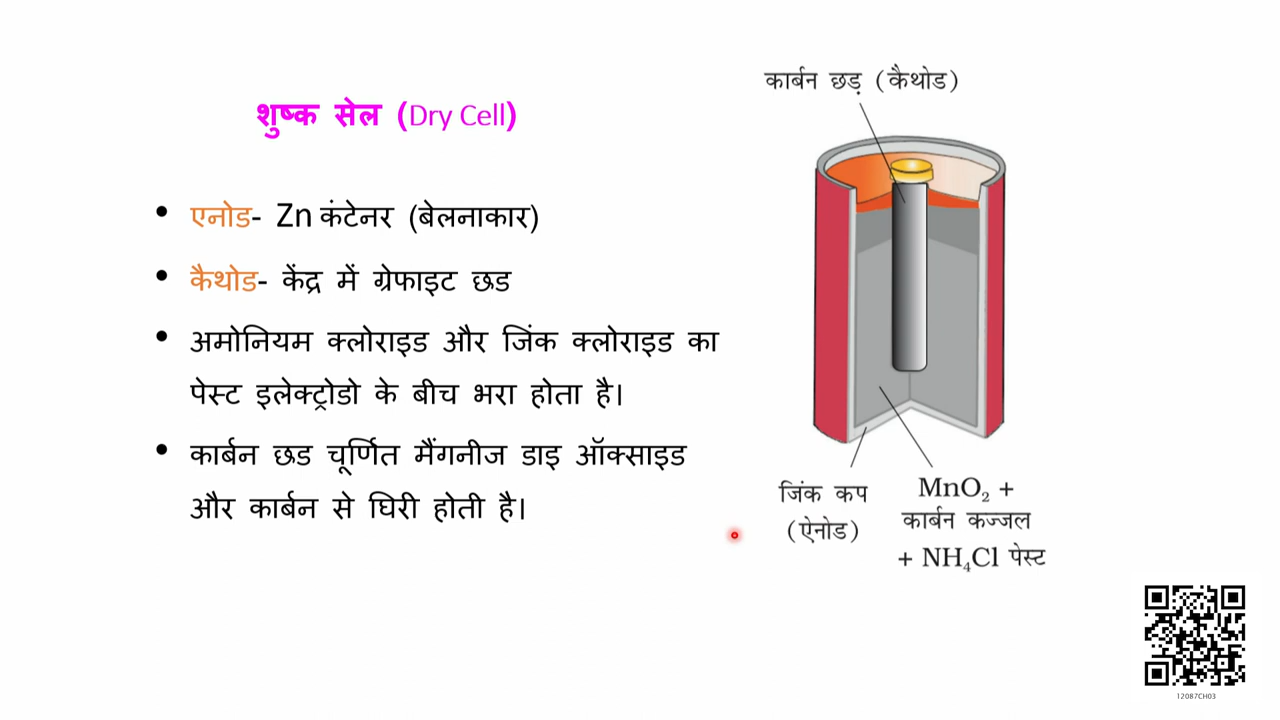 शुष्क सेल (Dry Cell)
• एनोड- Zn कंटेनर (बेलनाकार)
• कैथोड- केंद्र में ग्रेफाइट छड
• अमोनियम क्लोराइड और जिंक क्लोराइड का
पेस्ट इलेक्ट्रोडो के बीच भरा होता है।
• कार्बन छड चूर्णित मैंगनीज डाइ ऑक्साइड
और कार्बन से घिरी होती है।
कार्बन छड़ (कैथोड)
जिंक कप
(ऐनोड)
MnO₂ +
कार्बन कज्जल
+ NH₄Cl पेस्ट
12087CH03